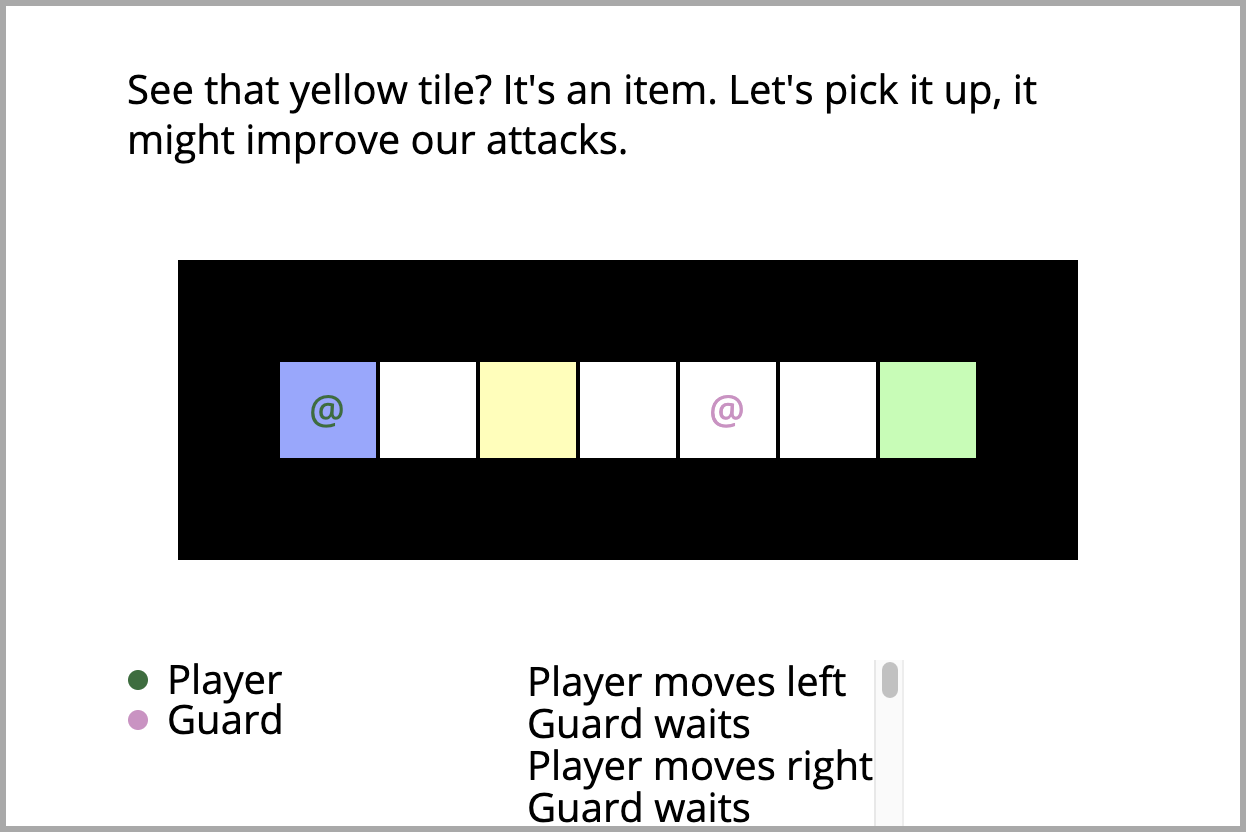 See that yellow tile? It's an item. Let's pick it up, it
might improve our attacks.
@
@
Player
Guard
Player moves left
Guard waits
Player moves right
Guard waits